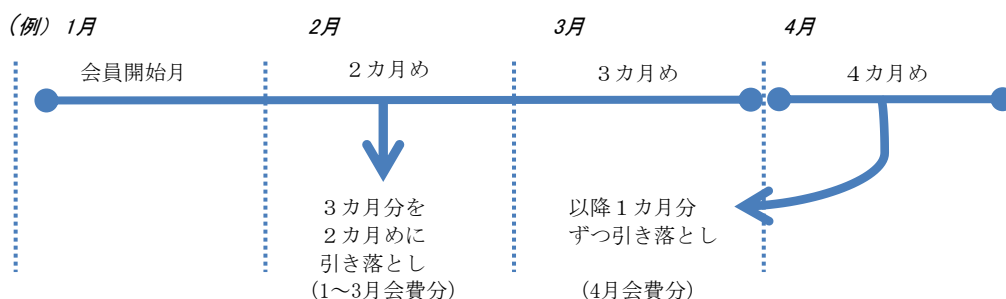 （例）1月
2月
3月
4月
会員開始月
２カ月め
３カ月め
４カ月め
３カ月分を
２カ月めに
引き落とし
(1～3月会費分)
以降１カ月分
ずつ引き落とし
(4月会費分)